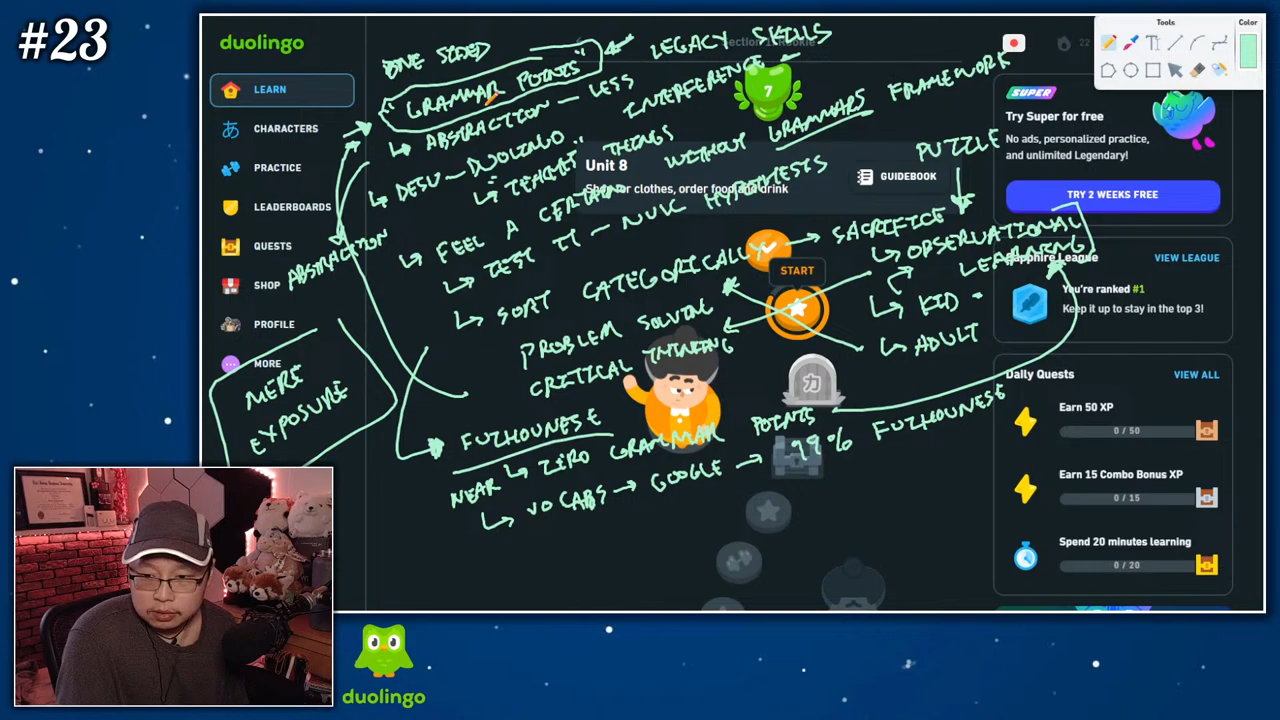 #23
duolingo
LEARN
CHARACTERS
PRACTICE
LEADERBOARDS
QUESTS
SHOP
PROFILE
MORE
ONE SIDED
GRAMMAR POINTS
LEGACY SKILLS
ABSTRACTION — LESS INTERFERENCE
DESU — DUOLINGO
TEACHES THINGS WITHOUT GRAMMARS FRAMEWORK
FEEL A CERTAIN
TEST IT — NULL HYPOTHESIS
SORT CATEGORICALLY → SACRIFICE
PUZZLE
OBSERVATIONAL LEARNING
KID
ADULT
PROBLEM SOLVING
CRITICAL THINKING
ABSTRACTION
MERE EXPOSURE
FUZHOUNESE
NEAR ZERO GRAMMAR POINTS
VOCABS → GOOGLE → 99% FUZHOUNESE
7
Unit 8
Shop for clothes, order food and drink
GUIDEBOOK
START
力
22
Tools
Color
SUPER
Try Super for free
No ads, personalized practice,
and unlimited Legendary!
TRY 2 WEEKS FREE
Sapphire League
VIEW LEAGUE
You're ranked #1
Keep it up to stay in the top 3!
Daily Quests
VIEW ALL
Earn 50 XP
0 / 50
Earn 15 Combo Bonus XP
0 / 15
Spend 20 minutes learning
0 / 20
duolingo